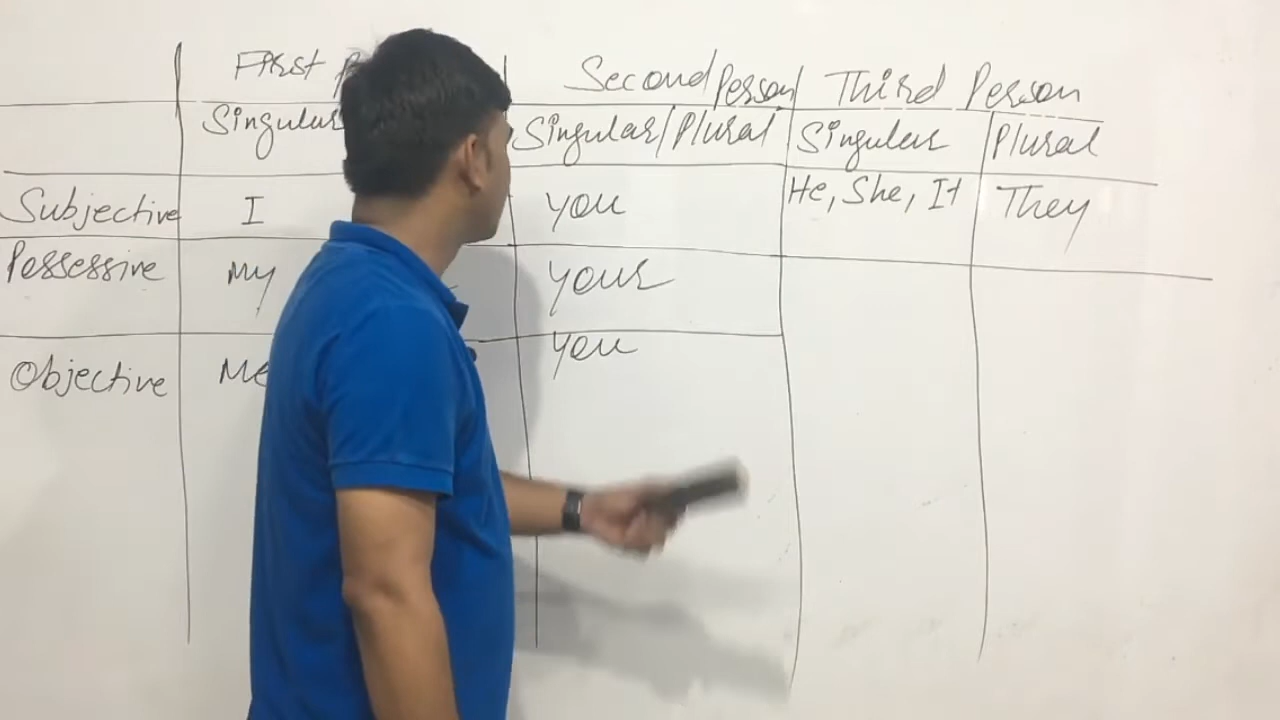 First Second Person Third Person
Singular Singular/Plural Singular Plural
Subjective I you He, She, It They
Possessive My your
Objective Me you